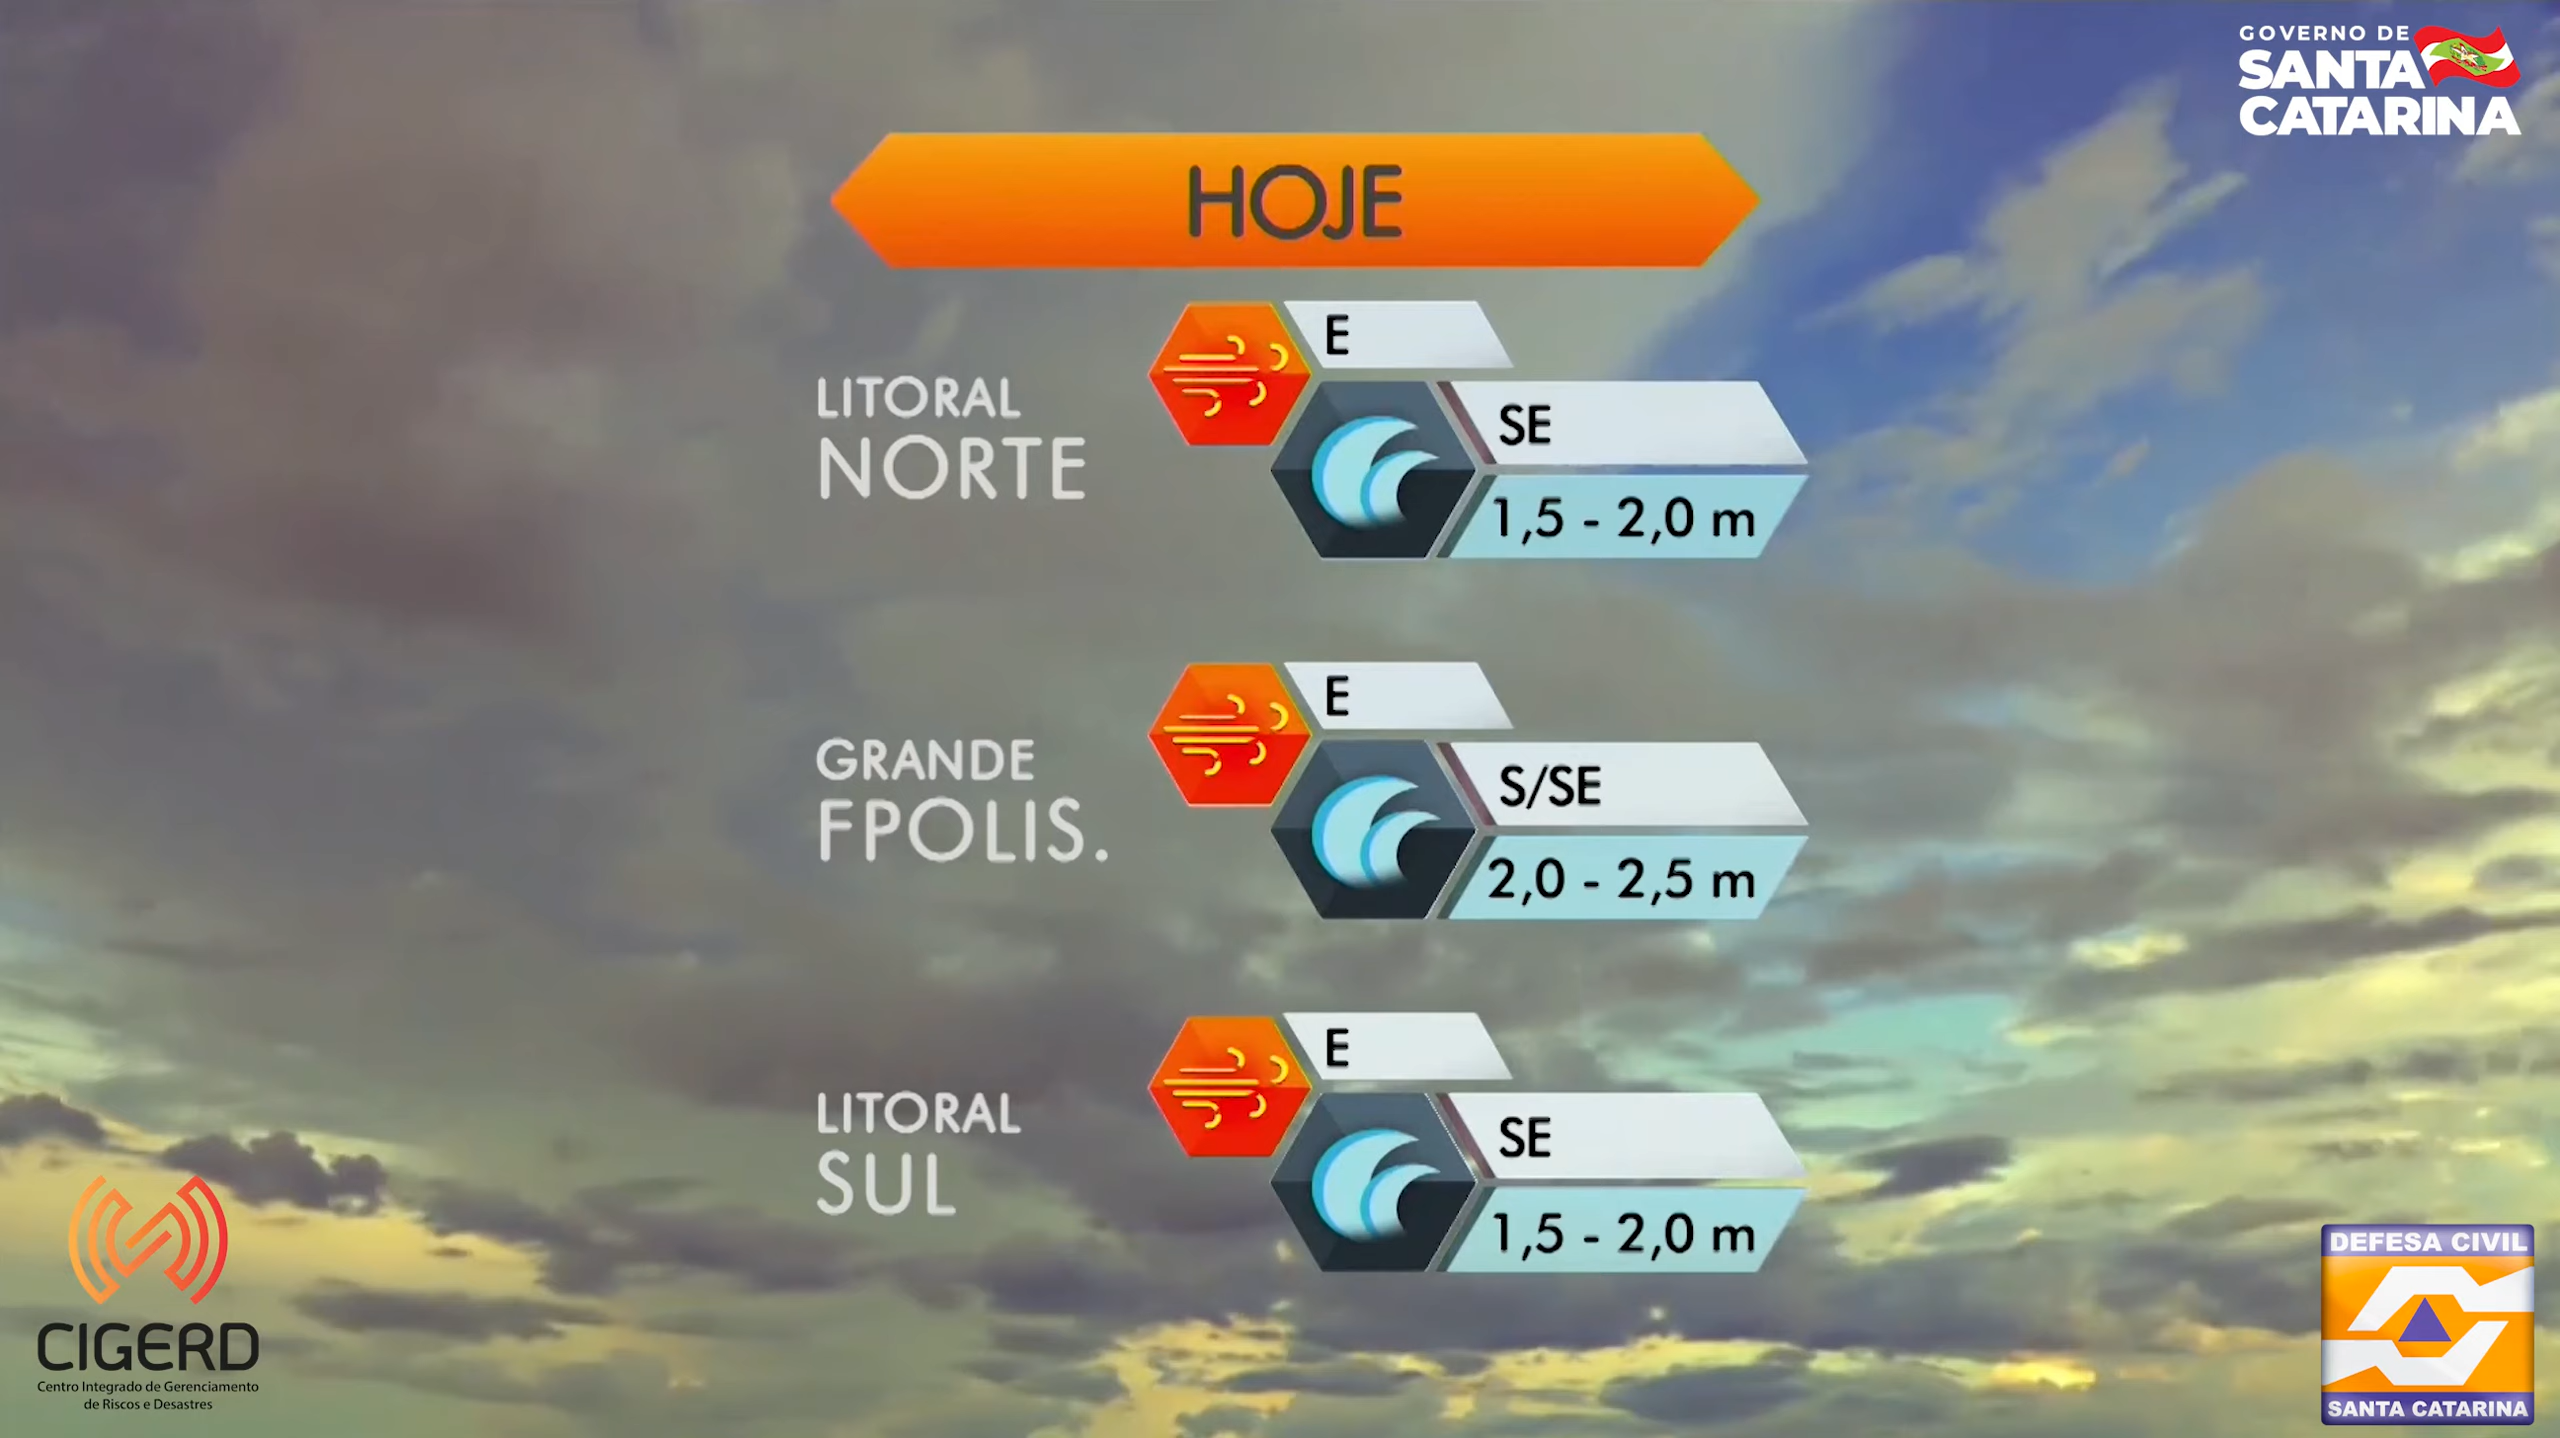 GOVERNO DE
SANTA
CATARINA
HOJE
LITORAL
NORTE
E
SE
1,5 - 2,0 m
GRANDE
FPOLIS.
E
S/SE
2,0 - 2,5 m
LITORAL
SUL
E
SE
1,5 - 2,0 m
CIGERD
Centro Integrado de Gerenciamento
de Riscos e Desastres
DEFESA CIVIL
SANTA CATARINA